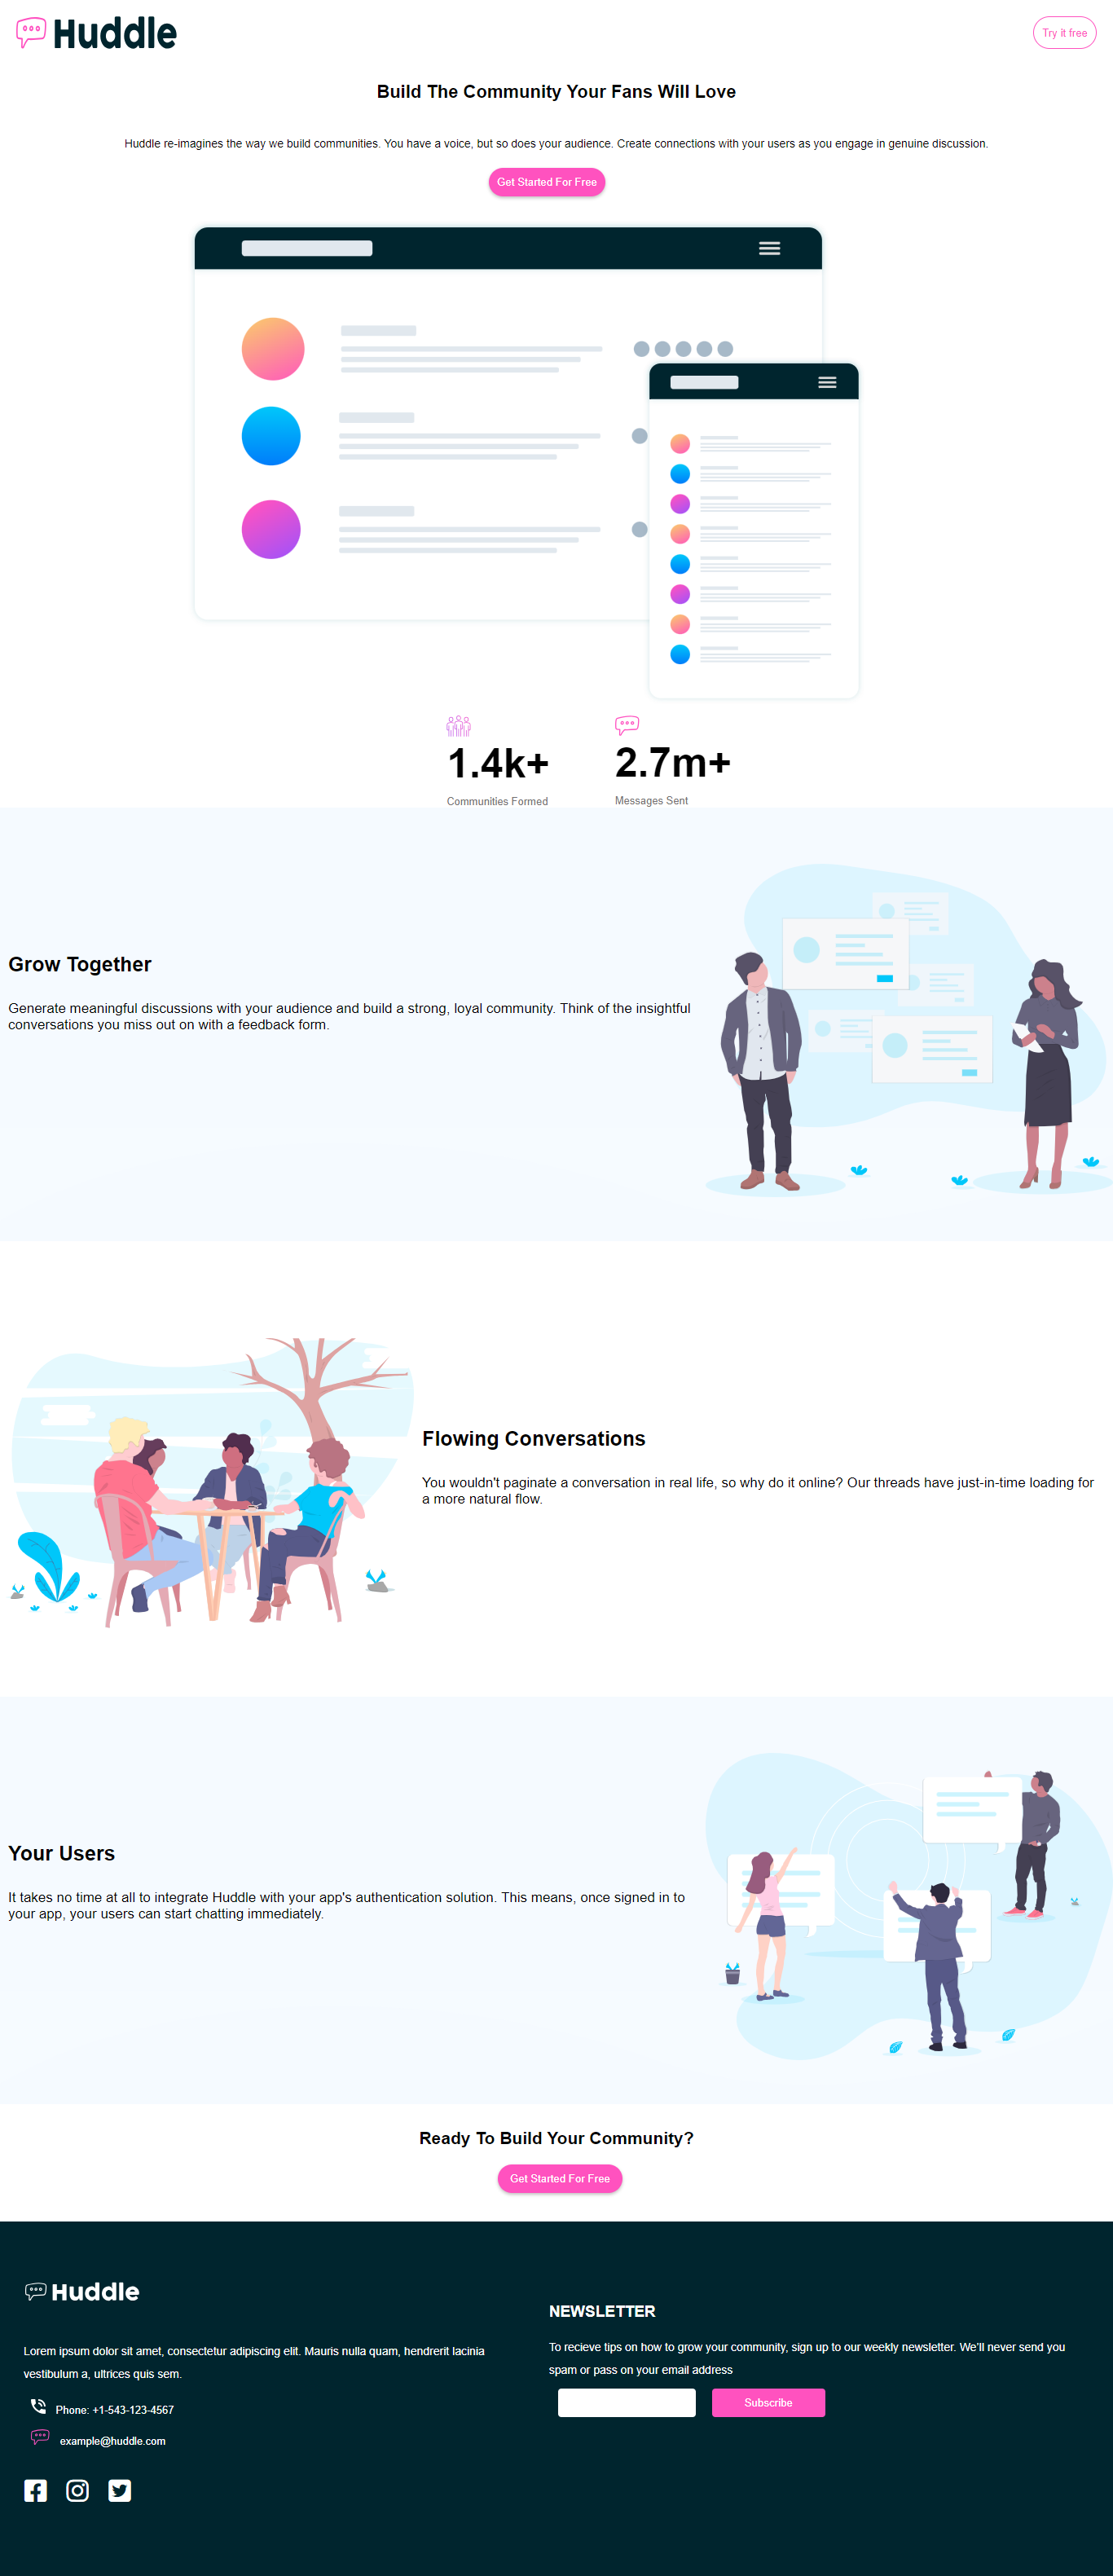 Huddle
Try it free
Build The Community Your Fans Will Love
Huddle re-imagines the way we build communities. You have a voice, but so does your audience. Create connections with your users as you engage in genuine discussion.
Get Started For Free
1.4k+
Communities Formed
2.7m+
Messages Sent
Grow Together
Generate meaningful discussions with your audience and build a strong, loyal community. Think of the insightful
conversations you miss out on with a feedback form.
Flowing Conversations
You wouldn't paginate a conversation in real life, so why do it online? Our threads have just-in-time loading for
a more natural flow.
Your Users
It takes no time at all to integrate Huddle with your app's authentication solution. This means, once signed in to
your app, your users can start chatting immediately.
Ready To Build Your Community?
Get Started For Free
Huddle
Lorem ipsum dolor sit amet, consectetur adipiscing elit. Mauris nulla quam, hendrerit lacinia
vestibulum a, ultrices quis sem.
Phone: +1-543-123-4567
example@huddle.com
NEWSLETTER
To recieve tips on how to grow your community, sign up to our weekly newsletter. We'll never send you
spam or pass on your email address
Subscribe